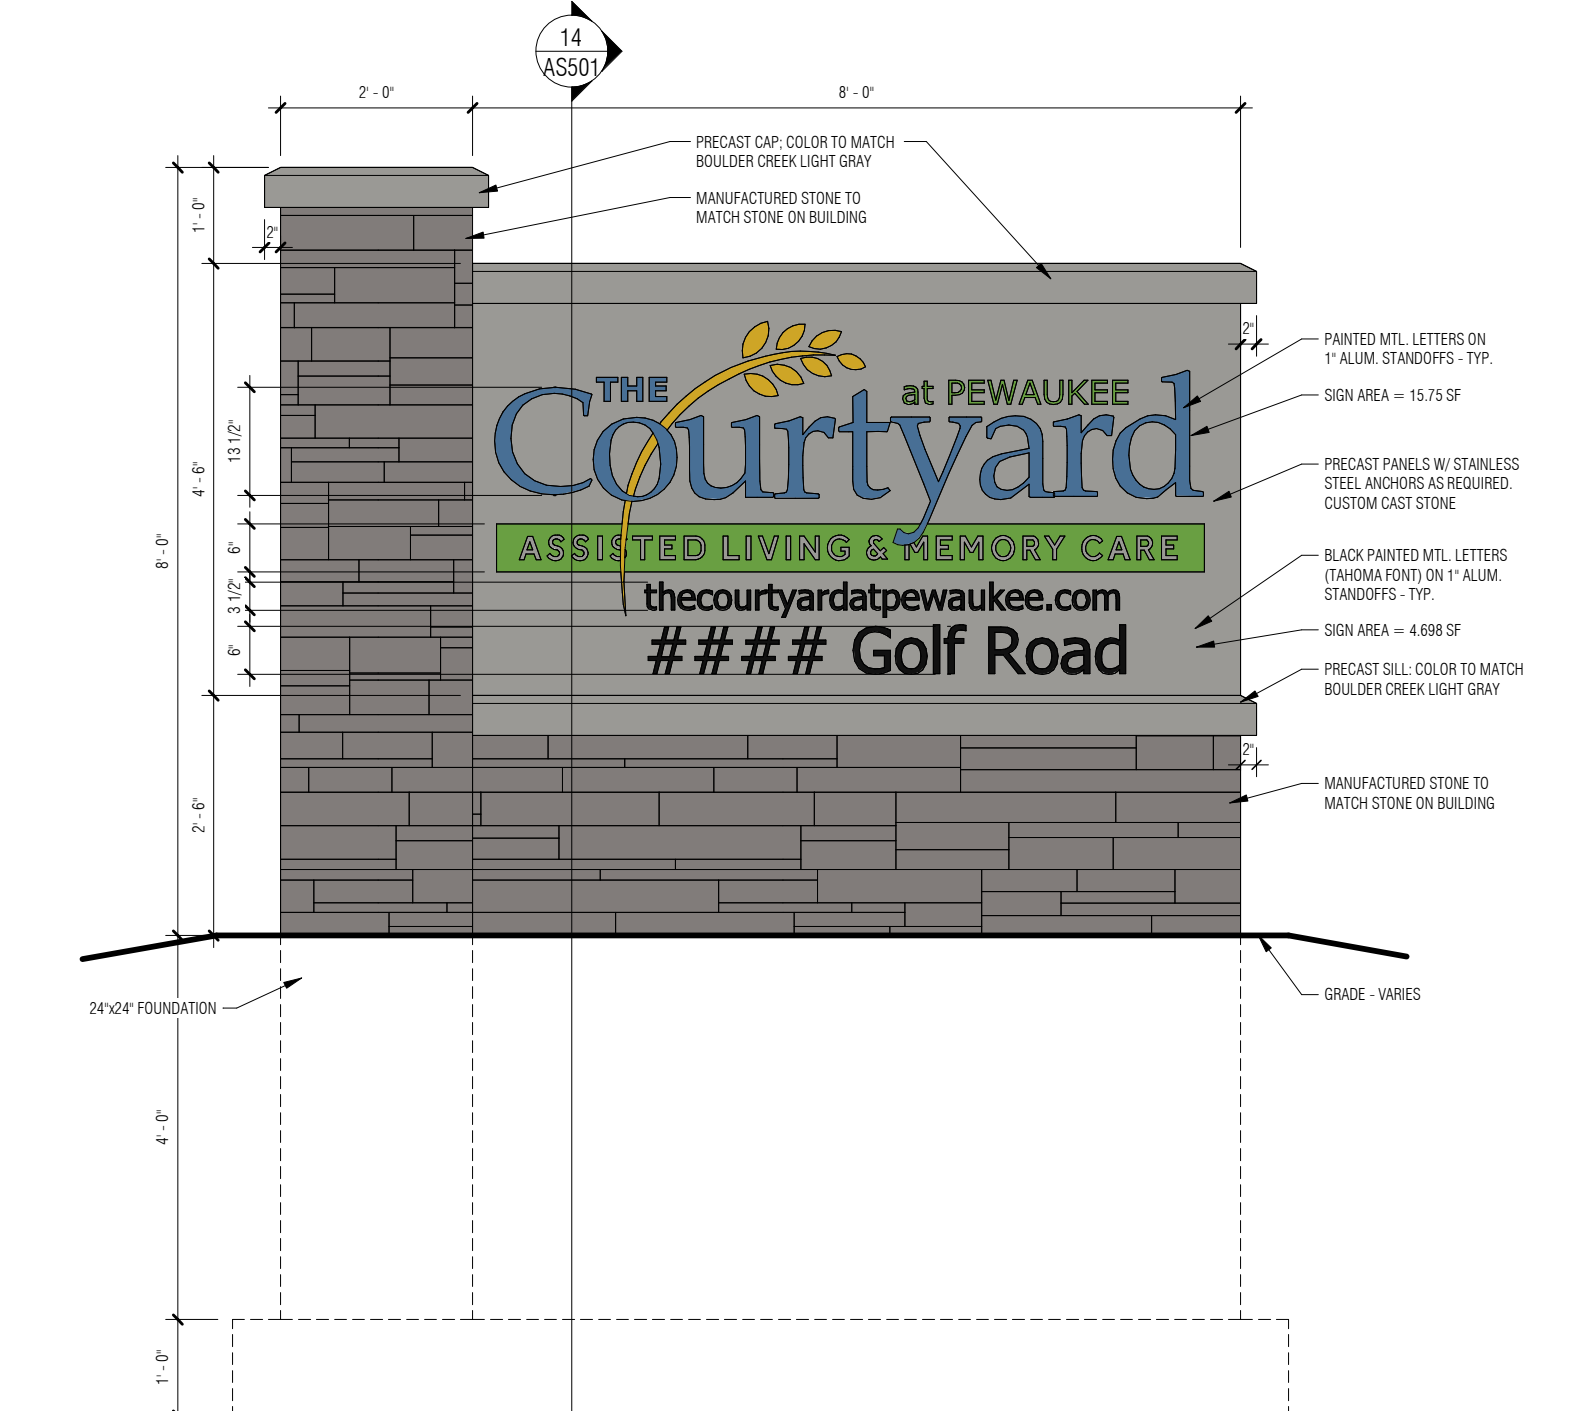 14
AS501
2' - 0"
8' - 0"
PRECAST CAP; COLOR TO MATCH
BOULDER CREEK LIGHT GRAY
MANUFACTURED STONE TO
MATCH STONE ON BUILDING
1' - 0"
2"
2"
PAINTED MTL. LETTERS ON
1" ALUM. STANDOFFS - TYP.
SIGN AREA = 15.75 SF
THE
at PEWAUKEE
Courtyard
13 1/2"
4' - 6"
PRECAST PANELS W/ STAINLESS
STEEL ANCHORS AS REQUIRED.
CUSTOM CAST STONE
8' - 0"
6"
ASSISTED LIVING & MEMORY CARE
BLACK PAINTED MTL. LETTERS
(TAHOMA FONT) ON 1" ALUM.
STANDOFFS - TYP.
3 1/2"
thecourtyardatpewaukee.com
6"
#### Golf Road
SIGN AREA = 4.698 SF
PRECAST SILL: COLOR TO MATCH
BOULDER CREEK LIGHT GRAY
2"
2' - 6"
MANUFACTURED STONE TO
MATCH STONE ON BUILDING
24"x24" FOUNDATION
GRADE - VARIES
4' - 0"
1' - 0"